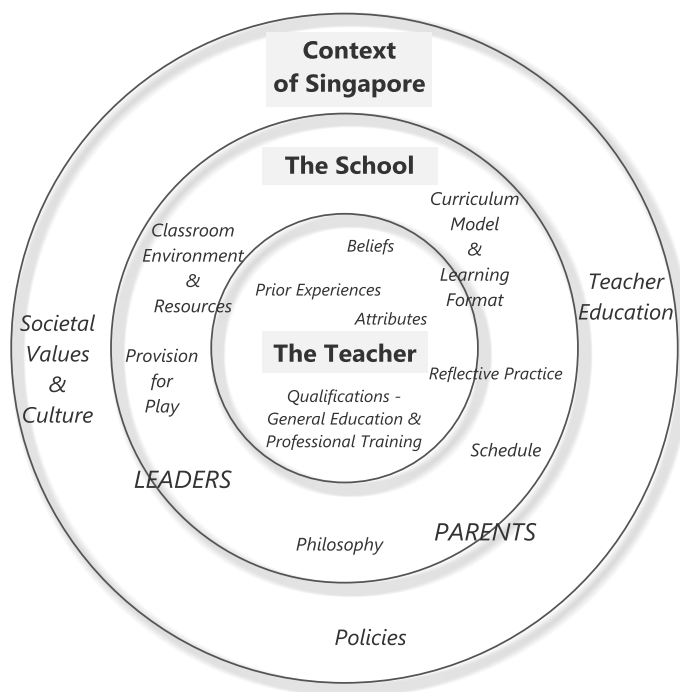 Context
of Singapore
The School
Curriculum
Model
&
Learning
Format
Classroom
Environment
&
Resources
Beliefs
Prior Experiences
Attributes
Teacher
Education
Societal
Values
&
Culture
The Teacher
Provision
for
Play
Reflective Practice
Qualifications -
General Education &
Professional Training
Schedule
LEADERS
PARENTS
Philosophy
Policies